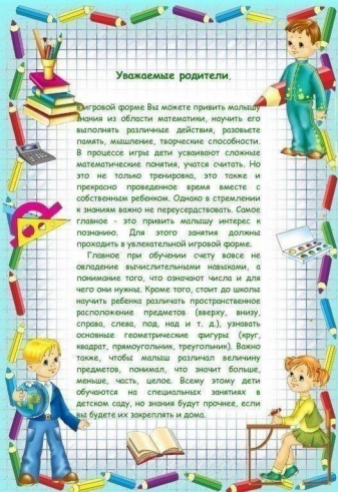 Уважаемые родители,
в игровой форме Вы можете привить малышу
знания из области математики, научить его
выполнять различные действия, разовьете
память, мышление, творческие способности.
В процессе игры дети усваивают сложные
математические понятия, учатся считать. Но
это не только тренировка, это также и
прекрасно проведенное время вместе с
собственным ребенком. Однако в стремлении
к знаниям важно не переусердствовать. Самое
главное - это привить малышу интерес к
познанию. Для этого занятия должны
проходить в увлекательной игровой форме.
Главное при обучении счету вовсе не
овладение вычислительными навыками, а
понимание того, что означают числа и для
чего они нужны. Кроме того, стоит до школы
научить ребенка различать пространственное
расположение предметов (вверху, внизу,
справа, слева, под, над и т. д.), узнавать
основные геометрические фигуры (круг,
квадрат, прямоугольник, треугольник). Важно
также, чтобы малыш различал величину
предметов, понимал, что значит больше,
меньше, часть, целое. Всему этому дети
обучаются на специальных занятиях в
детском саду, но знания будут прочнее, если
вы будете их закреплять и дома.